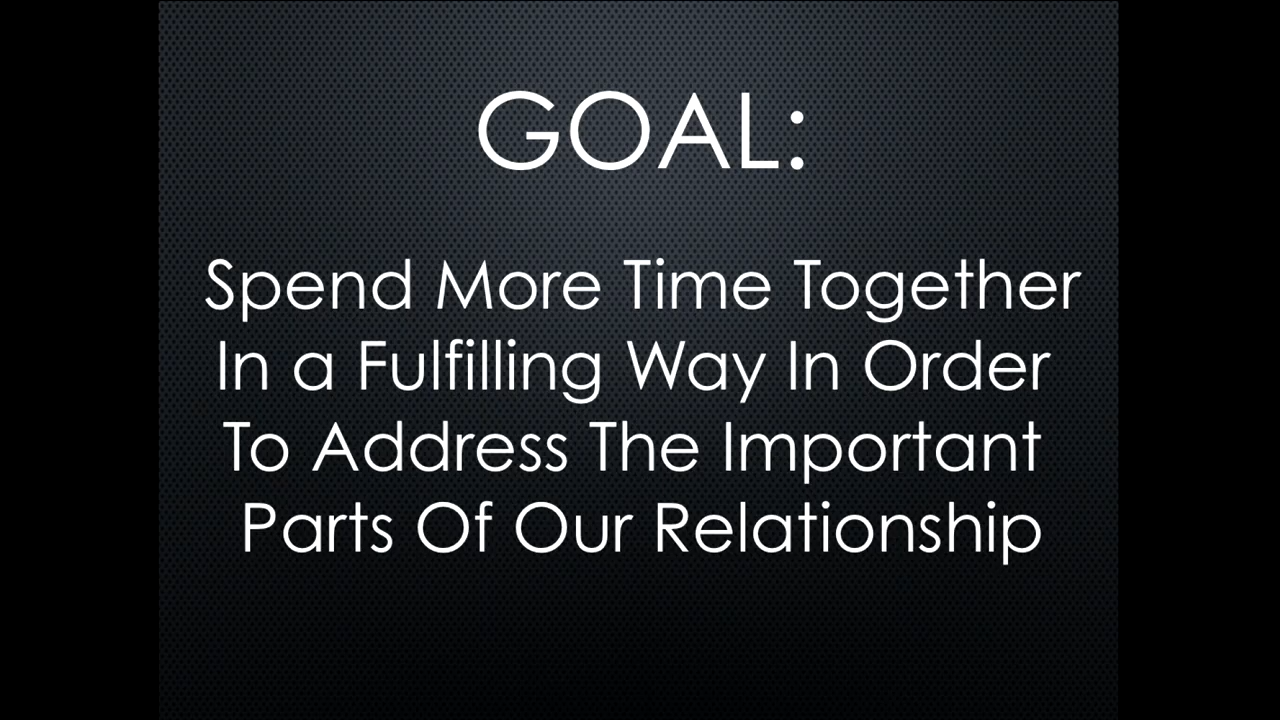 GOAL:
Spend More Time Together
In a Fulfilling Way In Order
To Address The Important
Parts Of Our Relationship